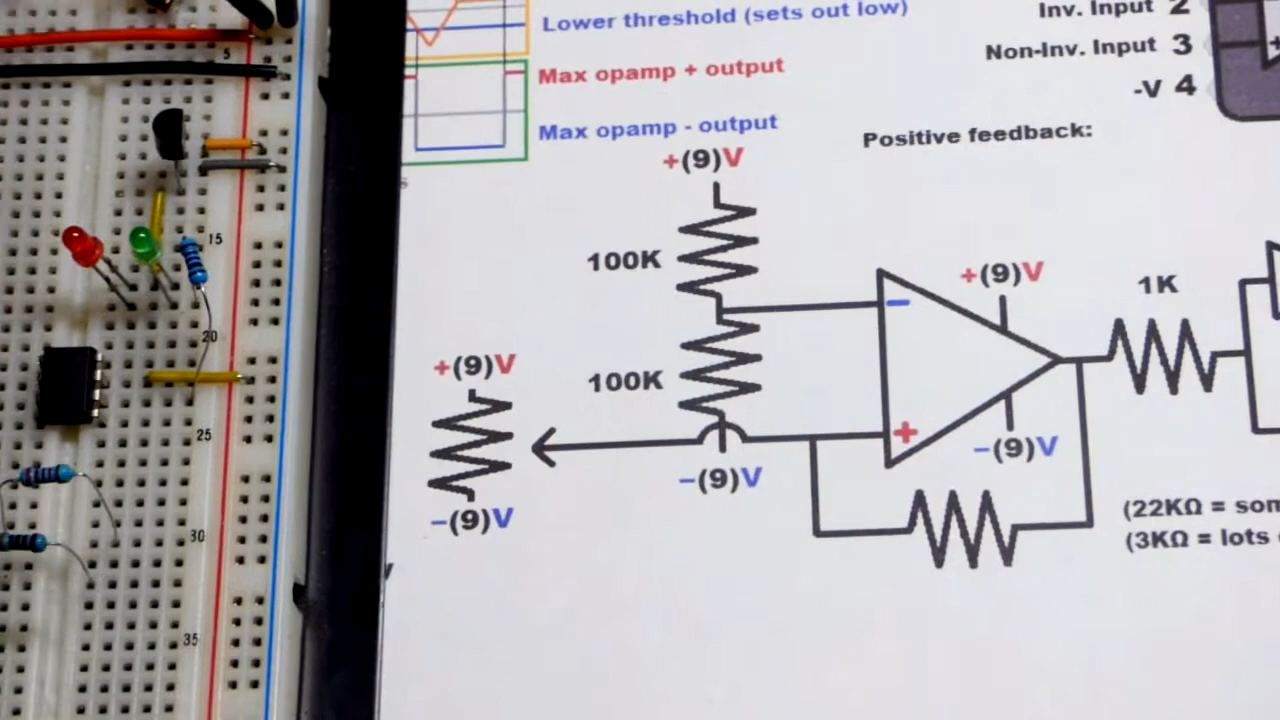 Lower threshold (sets out low)
Max opamp + output
Max opamp - output
Inv. Input 2
Non-Inv. Input 3
-V 4
Positive feedback:
+(9)V
100K
100K
-(9)V
+(9)V
-(9)V
-
+
+(9)V
-(9)V
1K
(22KΩ = som
(3KΩ = lots
5
15
20
25
30
35